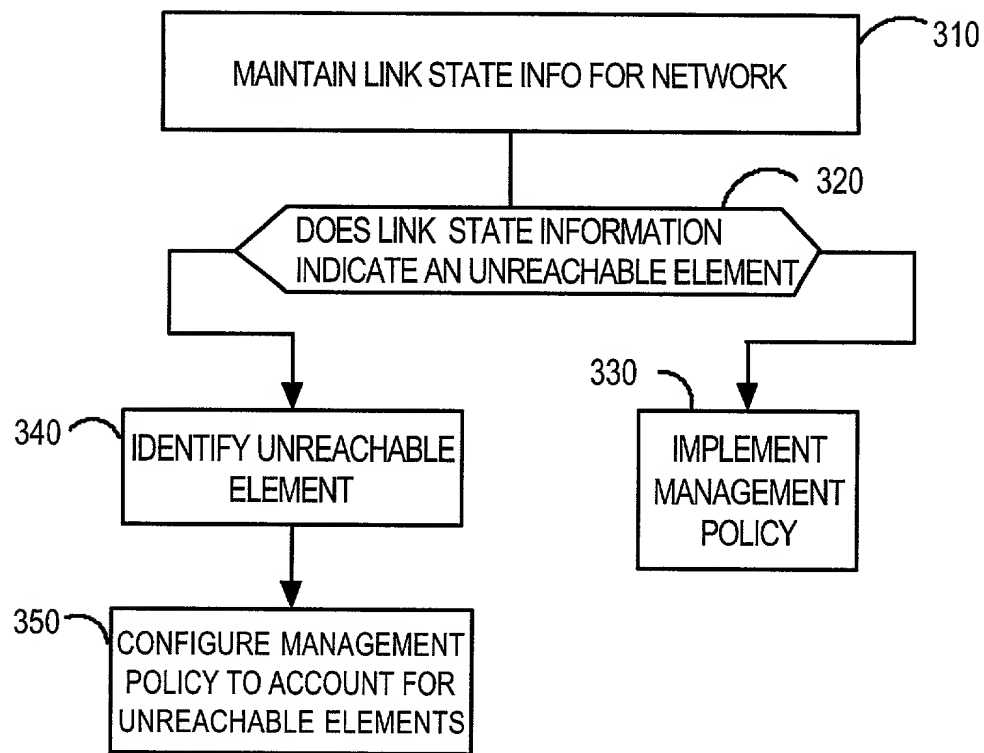 310
MAINTAIN LINK STATE INFO FOR NETWORK
320
DOES LINK STATE INFORMATION
INDICATE AN UNREACHABLE ELEMENT
330
340
IDENTIFY UNREACHABLE
ELEMENT
IMPLEMENT
MANAGEMENT
POLICY
350
CONFIGURE MANAGEMENT
POLICY TO ACCOUNT FOR
UNREACHABLE ELEMENTS